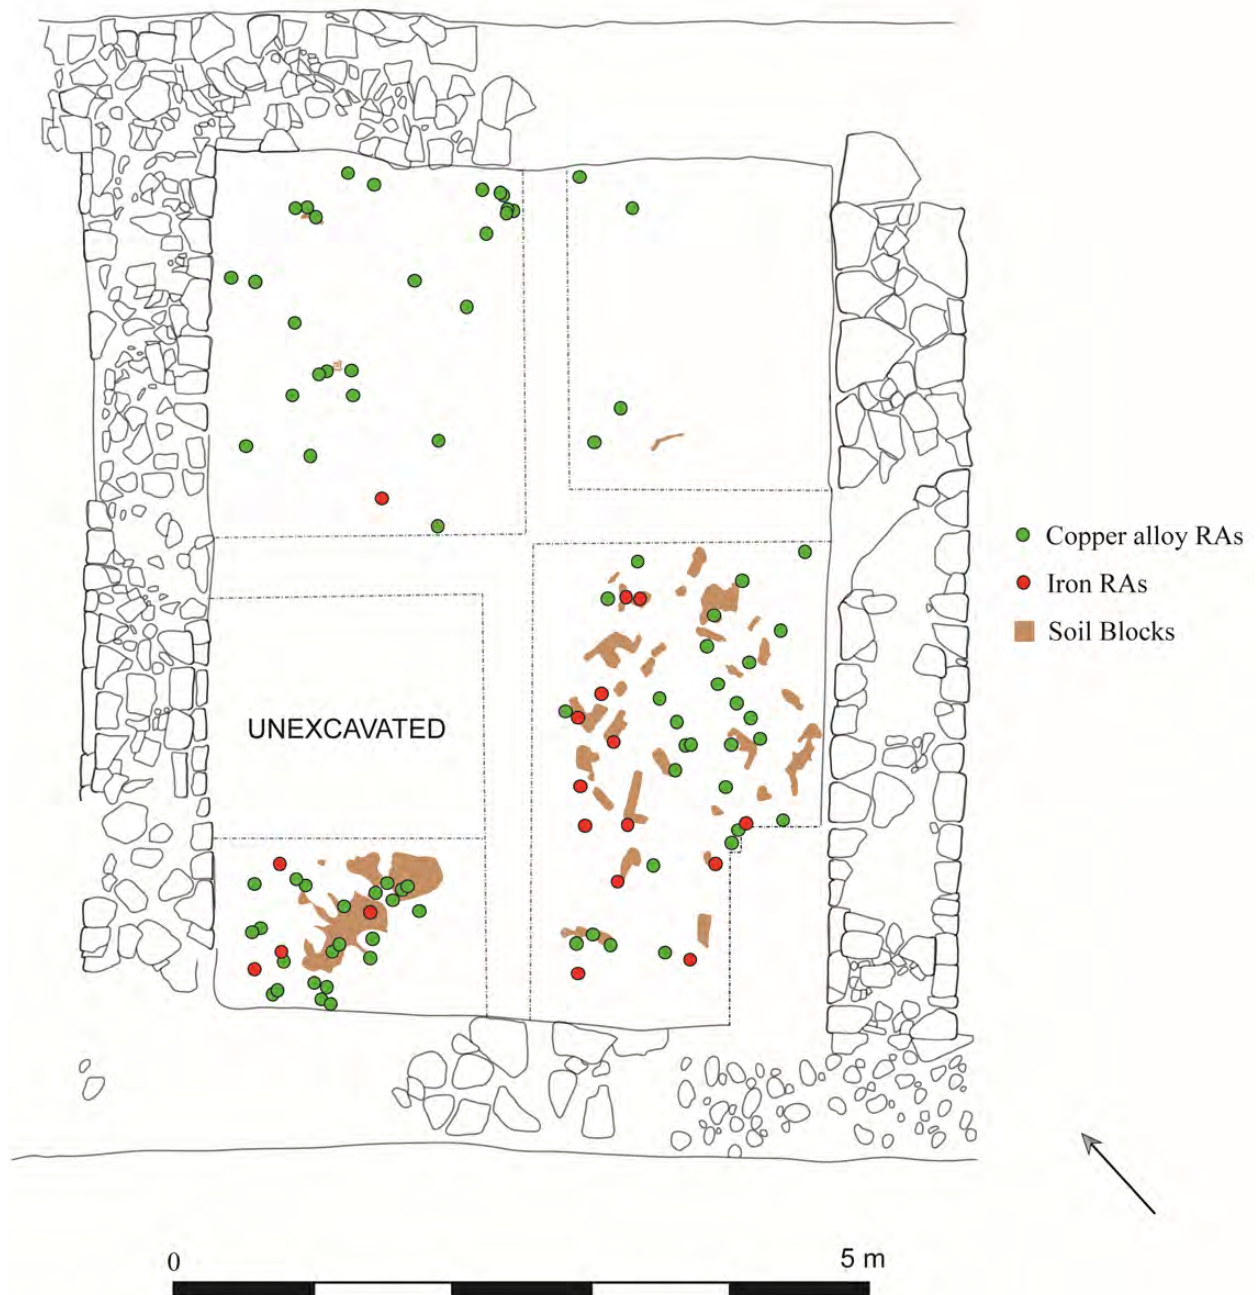 Copper alloy RAs
Iron RAs
Soil Blocks
UNEXCAVATED
0
5 m